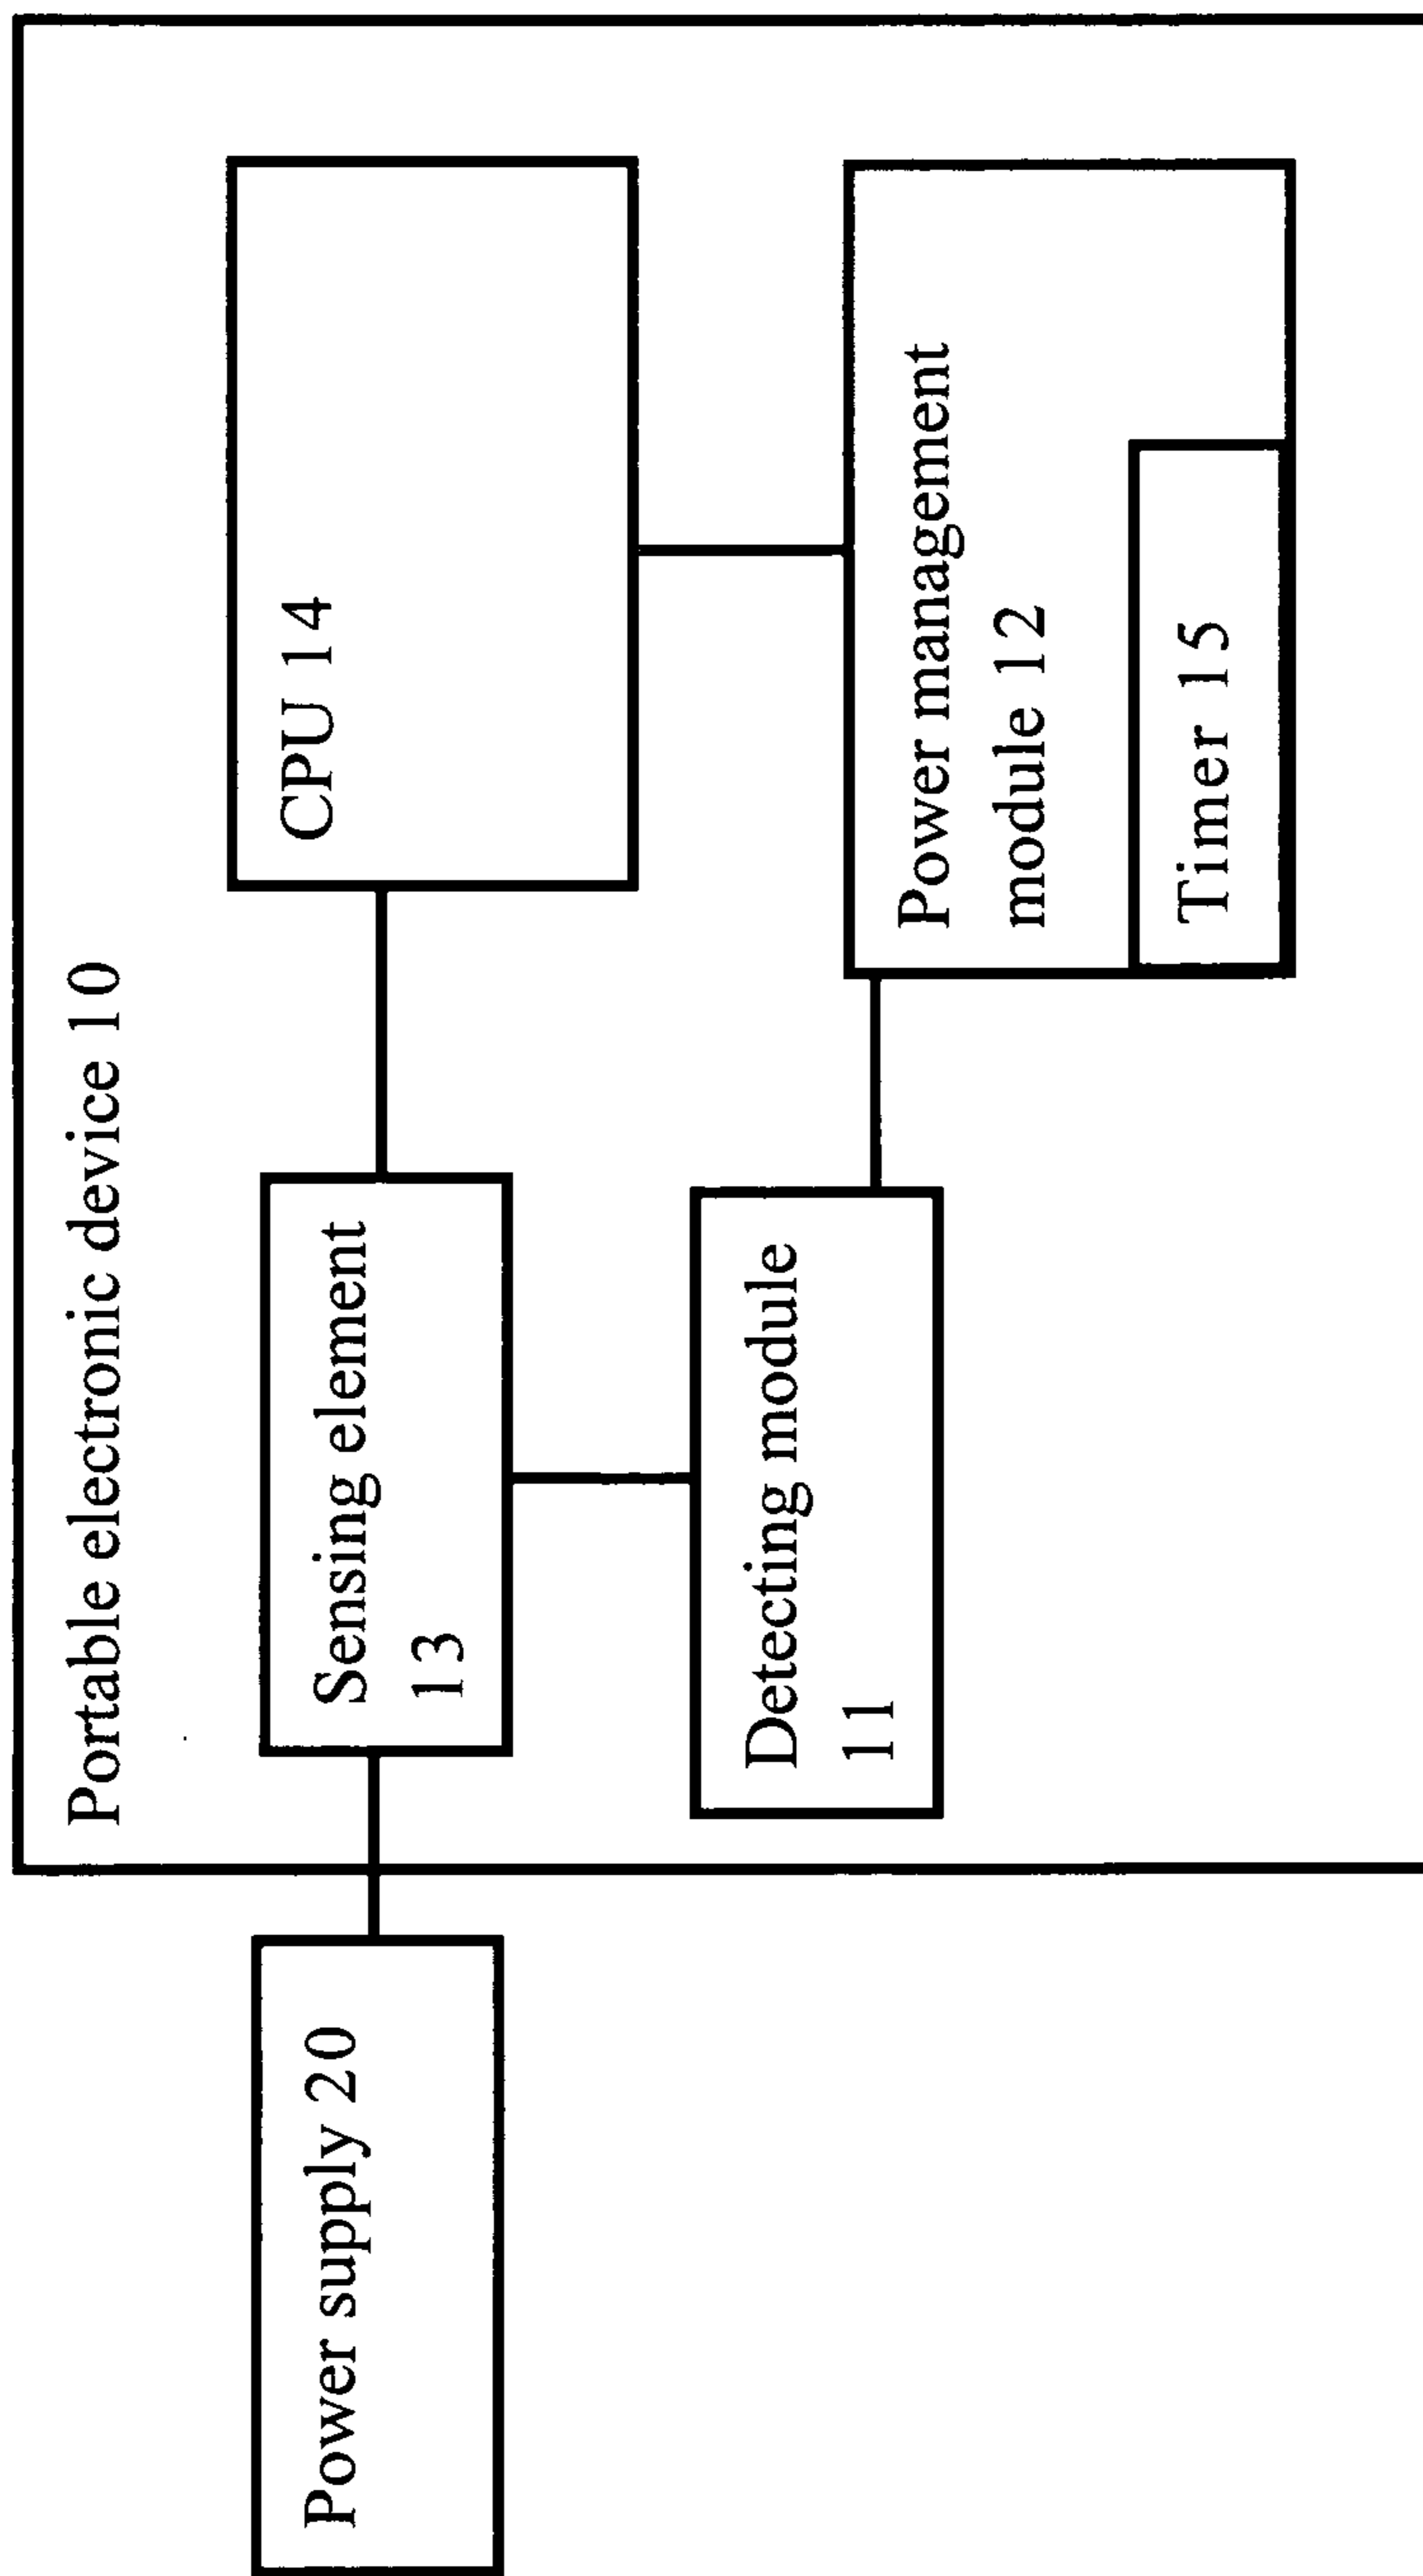 Portable electronic device 10
Power supply 20
Sensing element
13
CPU 14
Detecting module
11
Power management
module 12
Timer 15